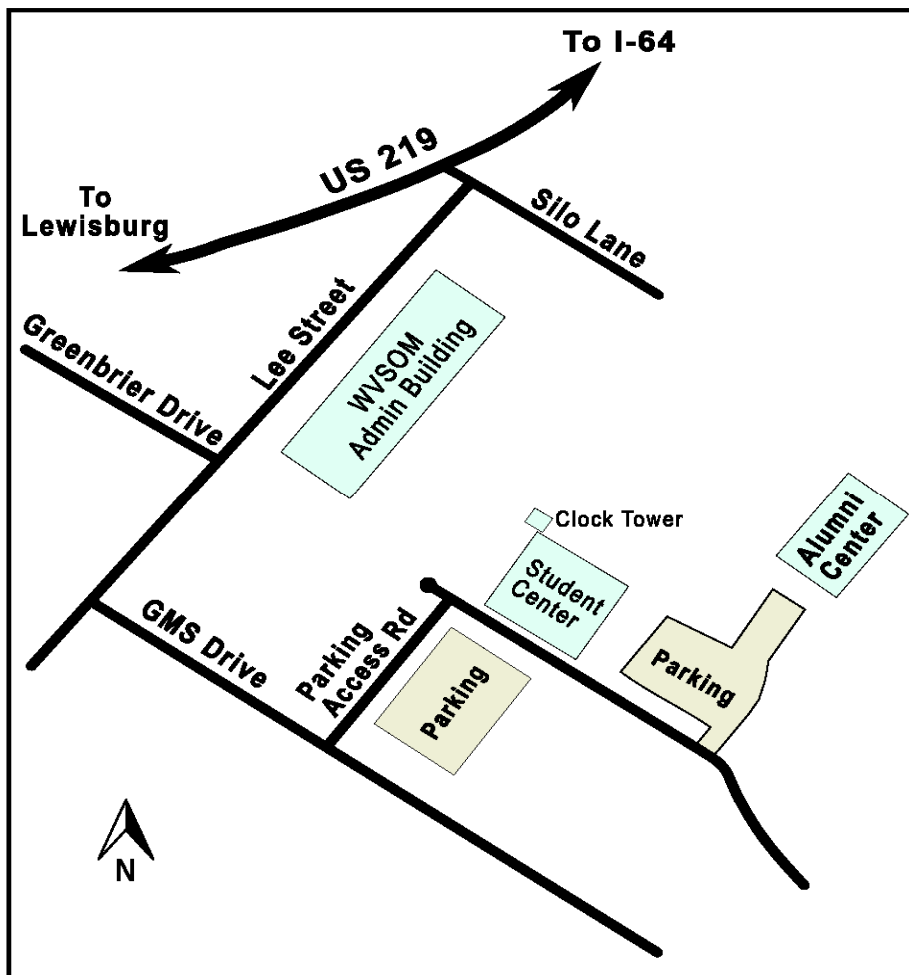 To I-64
US 219
To
Lewisburg
Silo Lane
Lee Street
Greenbrier Drive
WVSOM
Admin Building
Clock Tower
Alumni
Center
Student
Center
GMS Drive
Parking
Access Rd
Parking
Parking
N